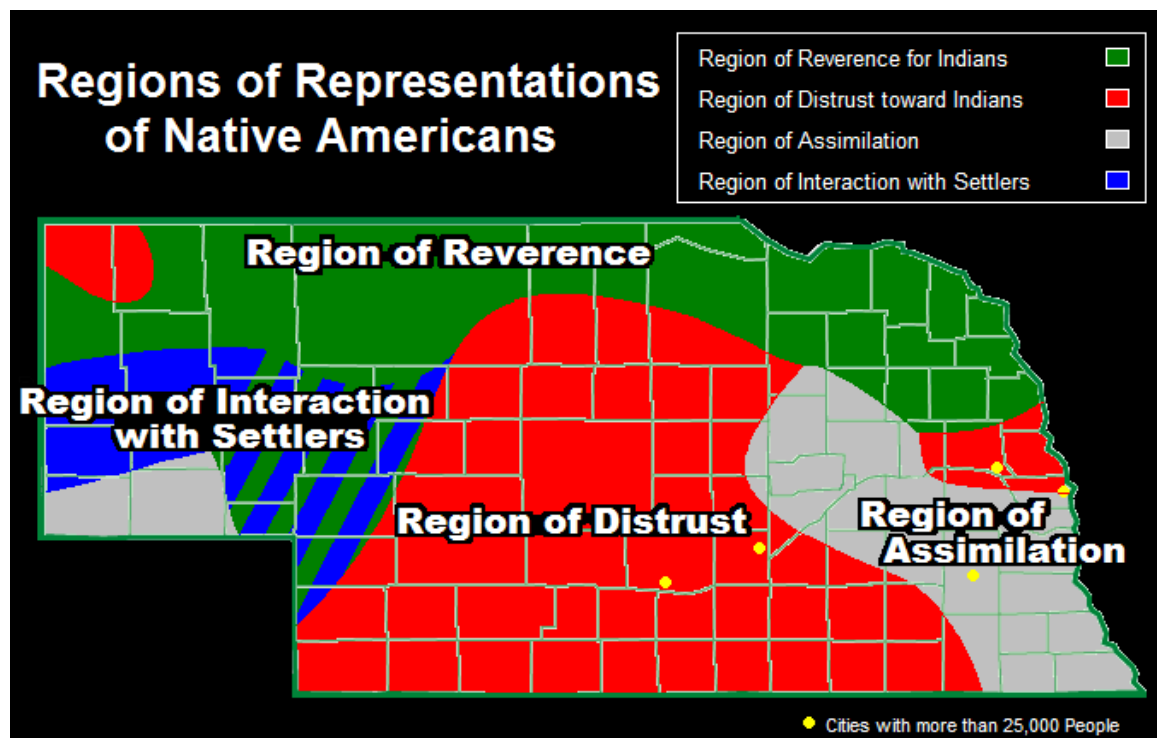 Regions of Representations
of Native Americans
Region of Reverence for Indians
Region of Distrust toward Indians
Region of Assimilation
Region of Interaction with Settlers
Region of Reverence
Region of Interaction
with Settlers
Region of Distrust
Region of
Assimilation
Cities with more than 25,000 People